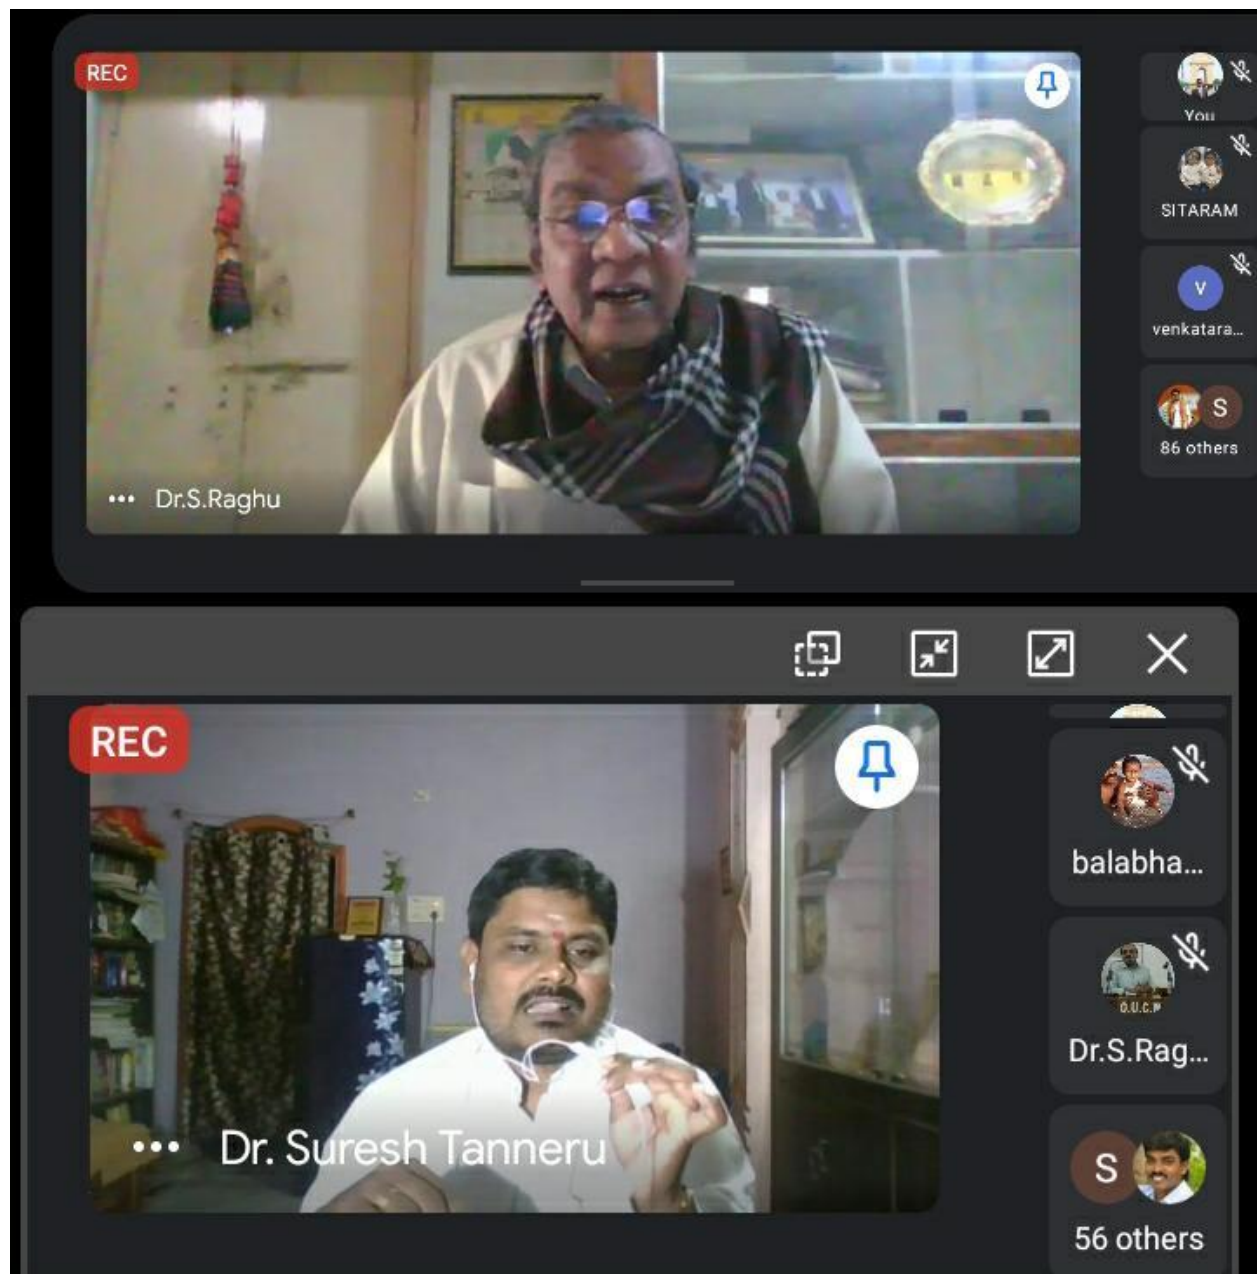 REC
You
SITARAM
V
venkatara...
S
86 others
Dr.S.Raghu
REC
balabha...
O.U.C.P
Dr.S.Rag...
Dr. Suresh Tanneru
S
56 others